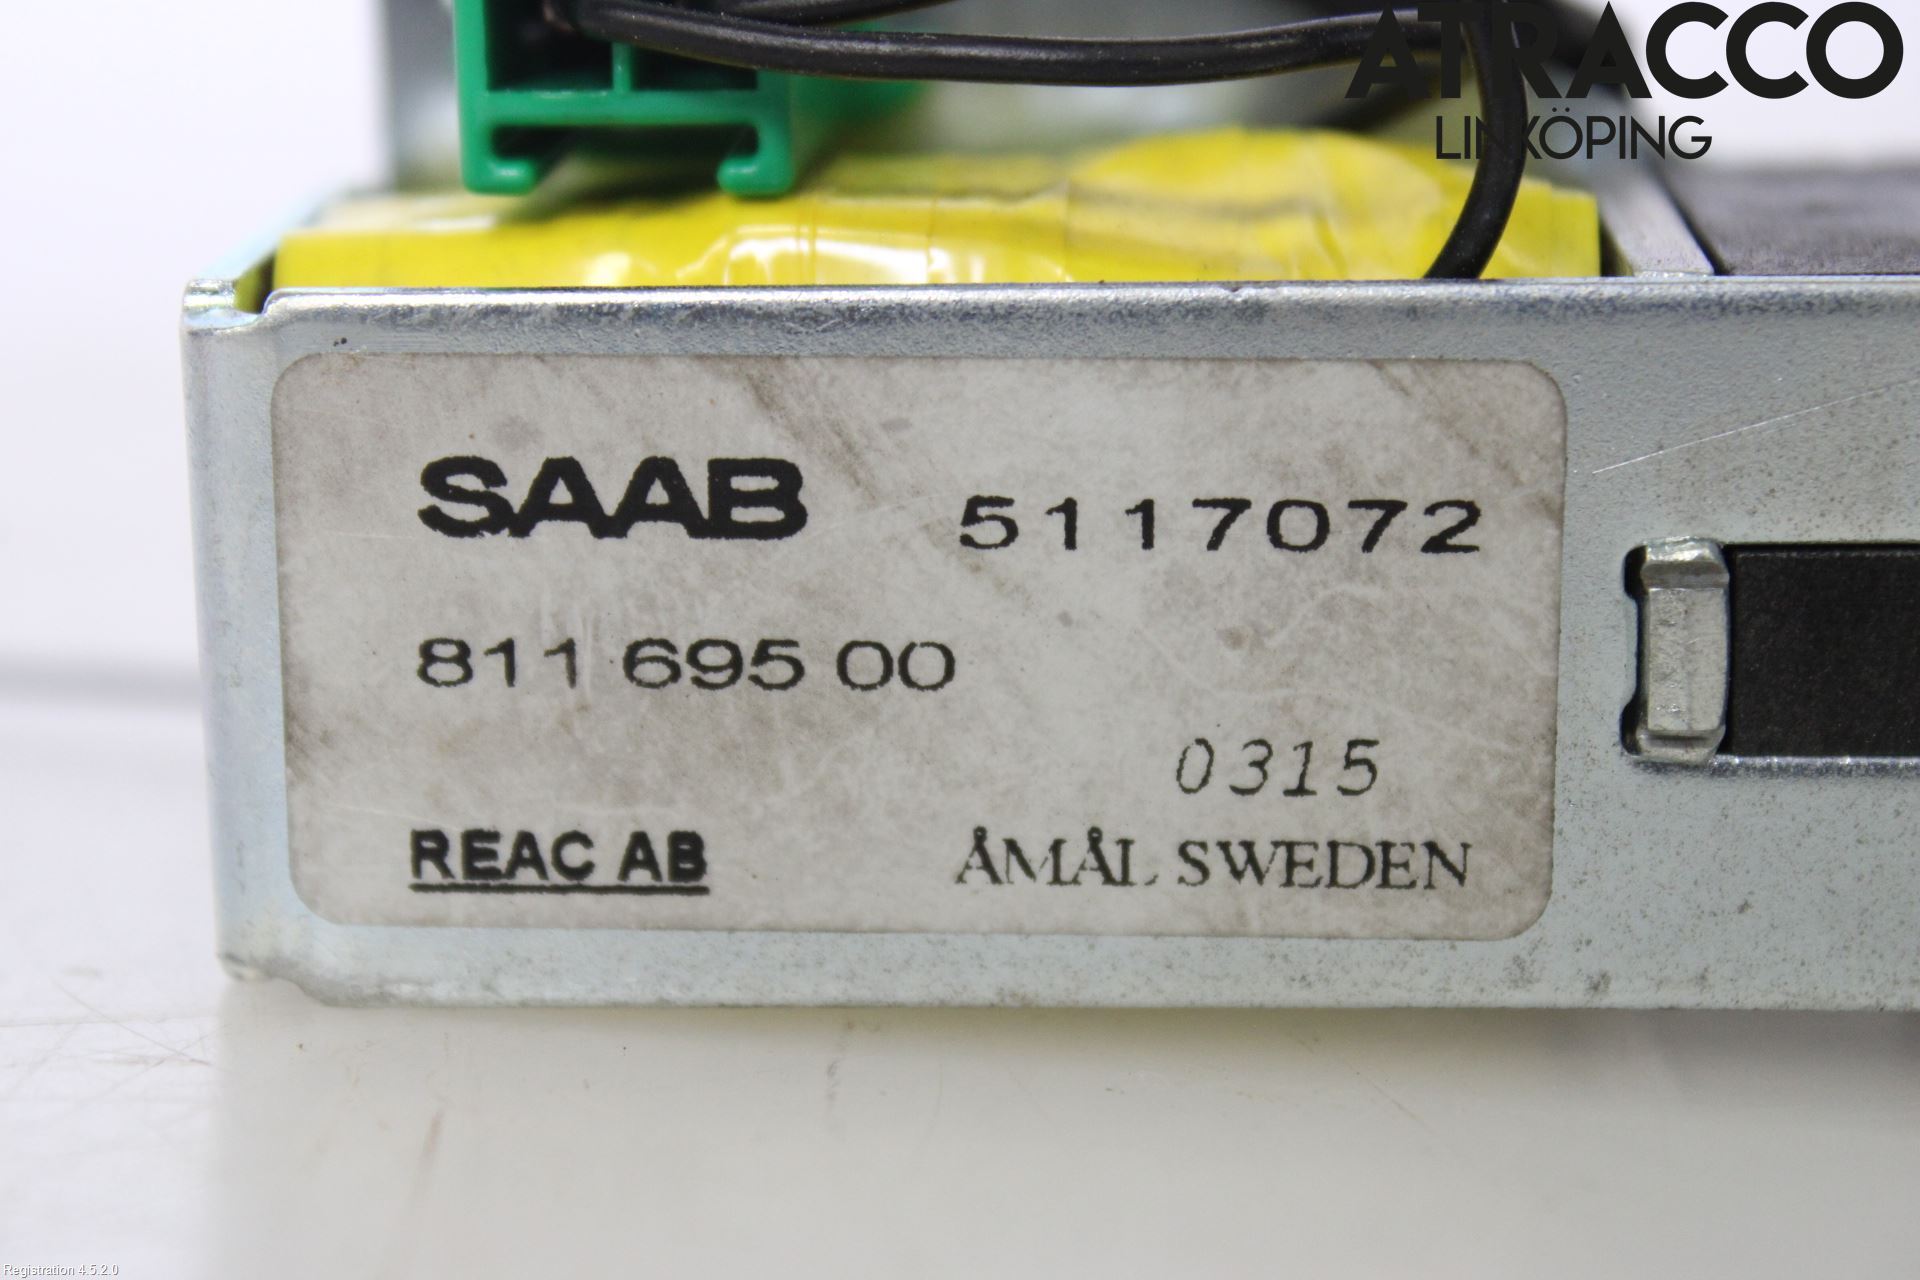 ATRACCO
LINKÖPING
SAAB 5117072
811 695 00
0315
REAC AB ÅMÅL SWEDEN
Registration 4.5.2.0